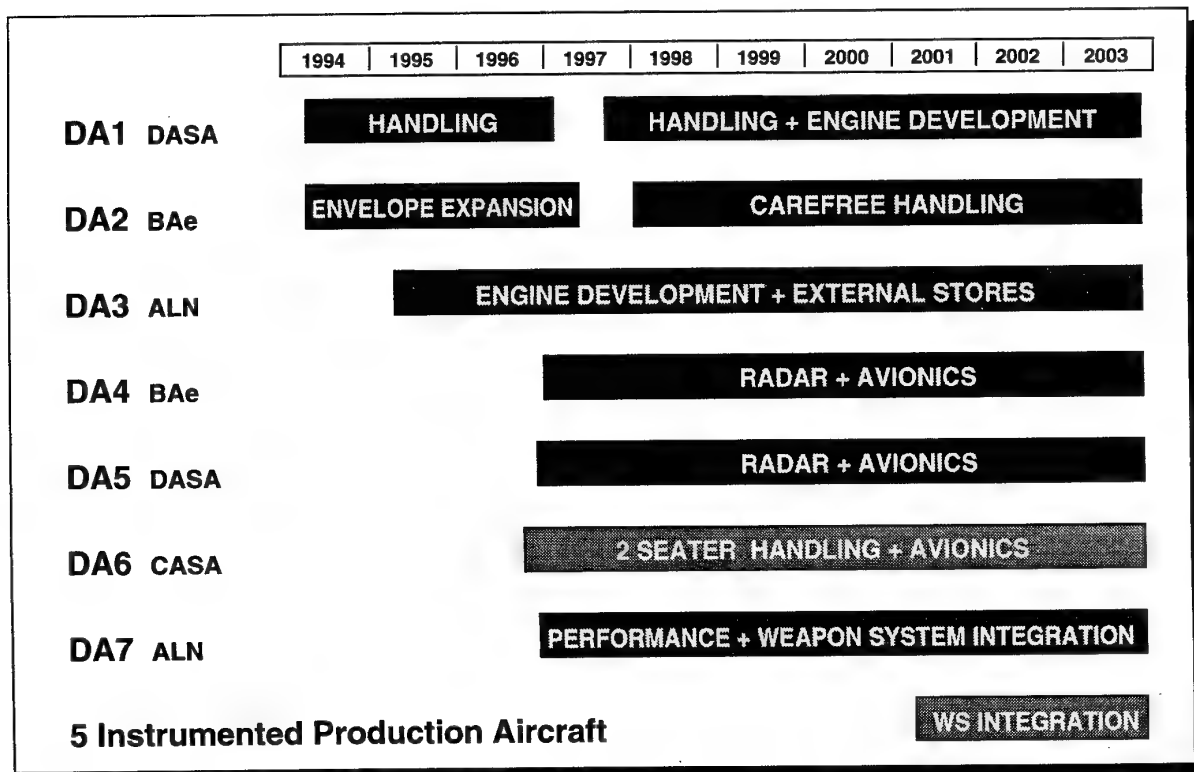 1994 | 1995 | 1996 | 1997 | 1998 | 1999 | 2000 | 2001 | 2002 | 2003
DA1 DASA HANDLING HANDLING + ENGINE DEVELOPMENT
DA2 BAe ENVELOPE EXPANSION CAREFREE HANDLING
DA3 ALN ENGINE DEVELOPMENT + EXTERNAL STORES
DA4 BAe RADAR + AVIONICS
DA5 DASA RADAR + AVIONICS
DA6 CASA 2 SEATER HANDLING + AVIONICS
DA7 ALN PERFORMANCE + WEAPON SYSTEM INTEGRATION
5 Instrumented Production Aircraft WS INTEGRATION